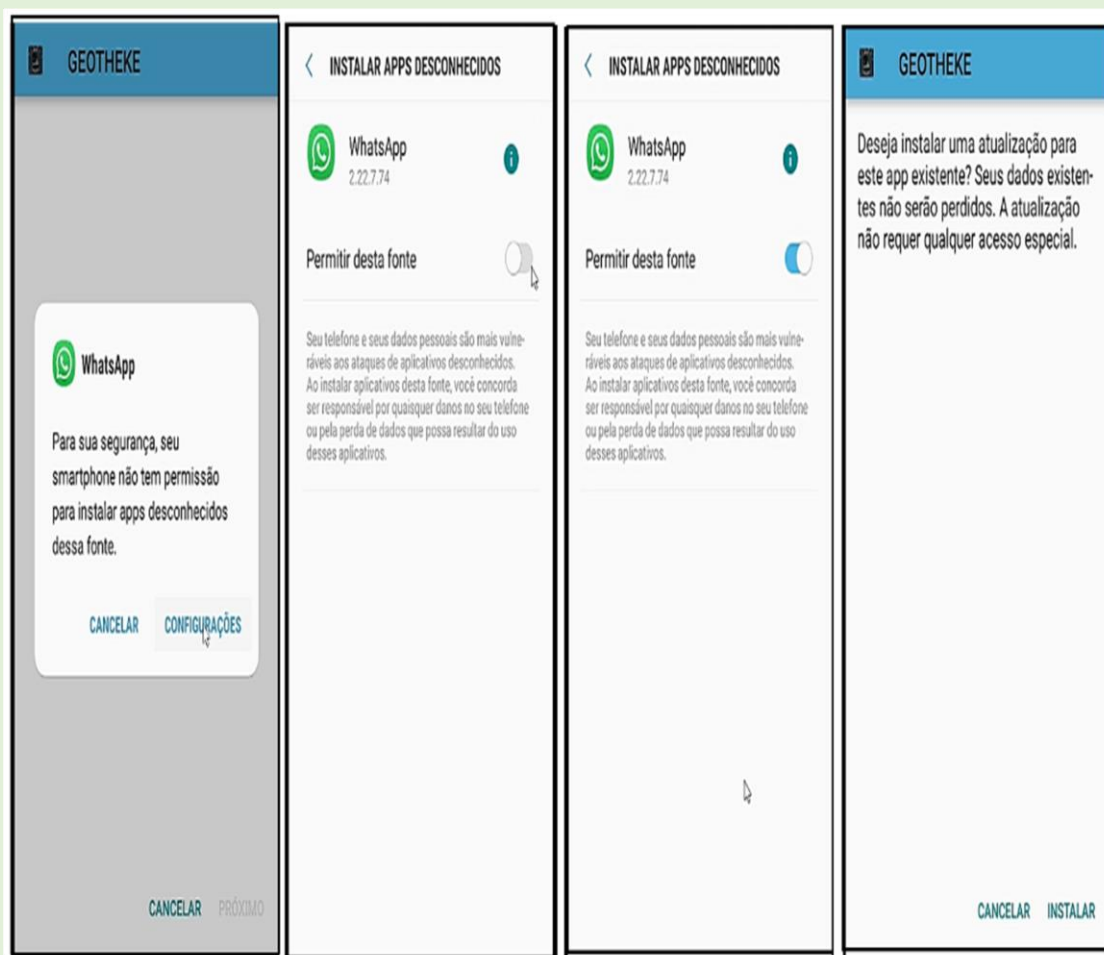 GEOTHEKE
WhatsApp
Para sua segurança, seu
smartphone não tem permissão
para instalar apps desconhecidos
dessa fonte.
CANCELAR CONFIGURAÇÕES
CANCELAR PRÓXIMO
INSTALAR APPS DESCONHECIDOS
WhatsApp
2.22.7.74
Permitir desta fonte
Seu telefone e seus dados pessoais são mais vulne-
ráveis aos ataques de aplicativos desconhecidos.
Ao instalar aplicativos desta fonte, você concorda
ser responsável por quaisquer danos no seu telefone
ou pela perda de dados que possa resultar do uso
desses aplicativos.
INSTALAR APPS DESCONHECIDOS
WhatsApp
2.22.7.74
Permitir desta fonte
Seu telefone e seus dados pessoais são mais vulne-
ráveis aos ataques de aplicativos desconhecidos.
Ao instalar aplicativos desta fonte, você concorda
ser responsável por quaisquer danos no seu telefone
ou pela perda de dados que possa resultar do uso
desses aplicativos.
GEOTHEKE
Deseja instalar uma atualização para
este app existente? Seus dados existen-
tes não serão perdidos. A atualização
não requer qualquer acesso especial.
CANCELAR INSTALAR